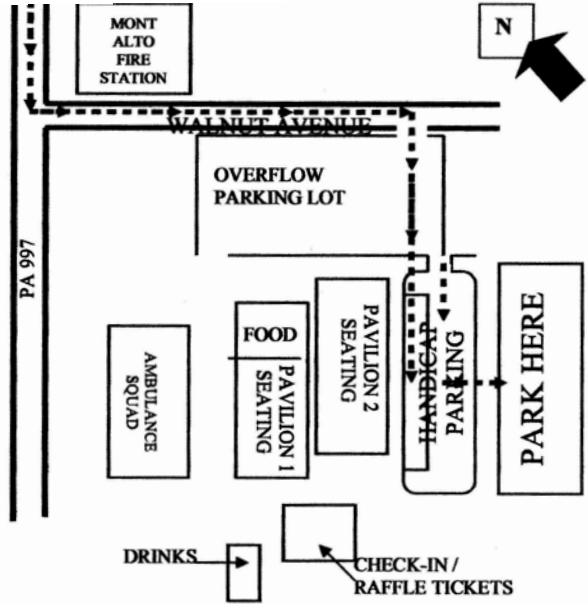 MONT
ALTO
FIRE
STATION
N
WALNUT AVENUE
OVERFLOW
PARKING LOT
PA 997
AMBULANCE
SQUAD
FOOD
PAVILION 1
SEATING
PAVILION 2
SEATING
HANDICAP
PARKING
PARK HERE
DRINKS
CHECK-IN /
RAFFLE TICKETS